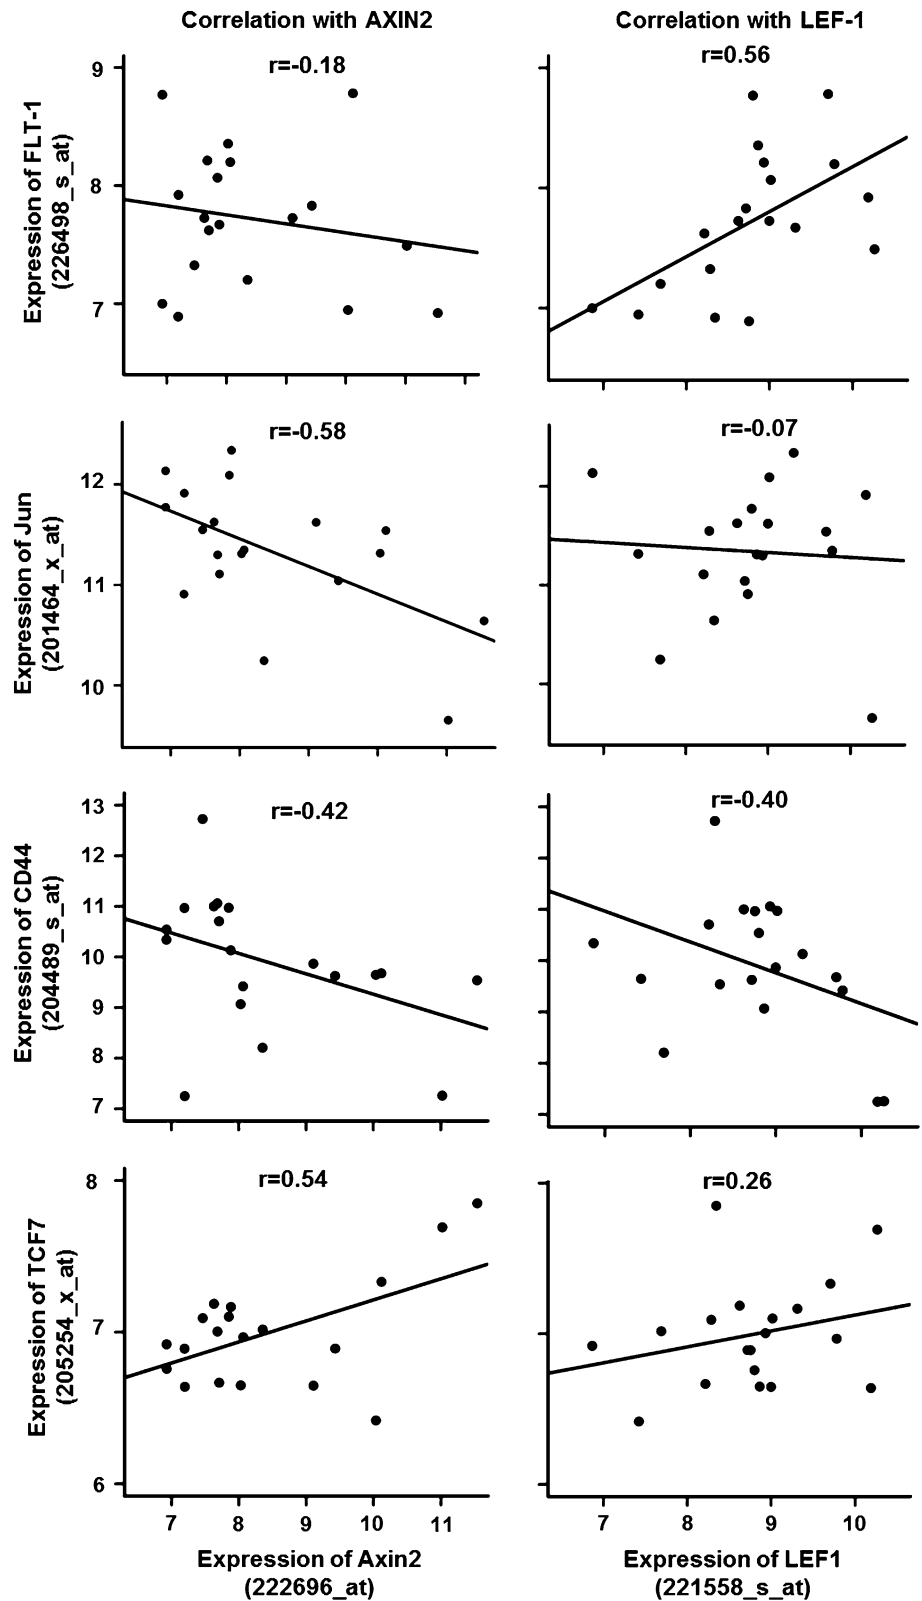 Correlation with AXIN2
Correlation with LEF-1
r=-0.18
r=0.56
Expression of FLT-1
(226498_s_at)
9
8
7
r=-0.58
r=-0.07
Expression of Jun
(201464_x_at)
12
11
10
r=-0.42
r=-0.40
Expression of CD44
(204489_s_at)
13
12
11
10
9
8
7
r=0.54
r=0.26
Expression of TCF7
(205254_x_at)
8
7
6
7 8 9 10 11
7 8 9 10
Expression of Axin2
(222696_at)
Expression of LEF1
(221558_s_at)